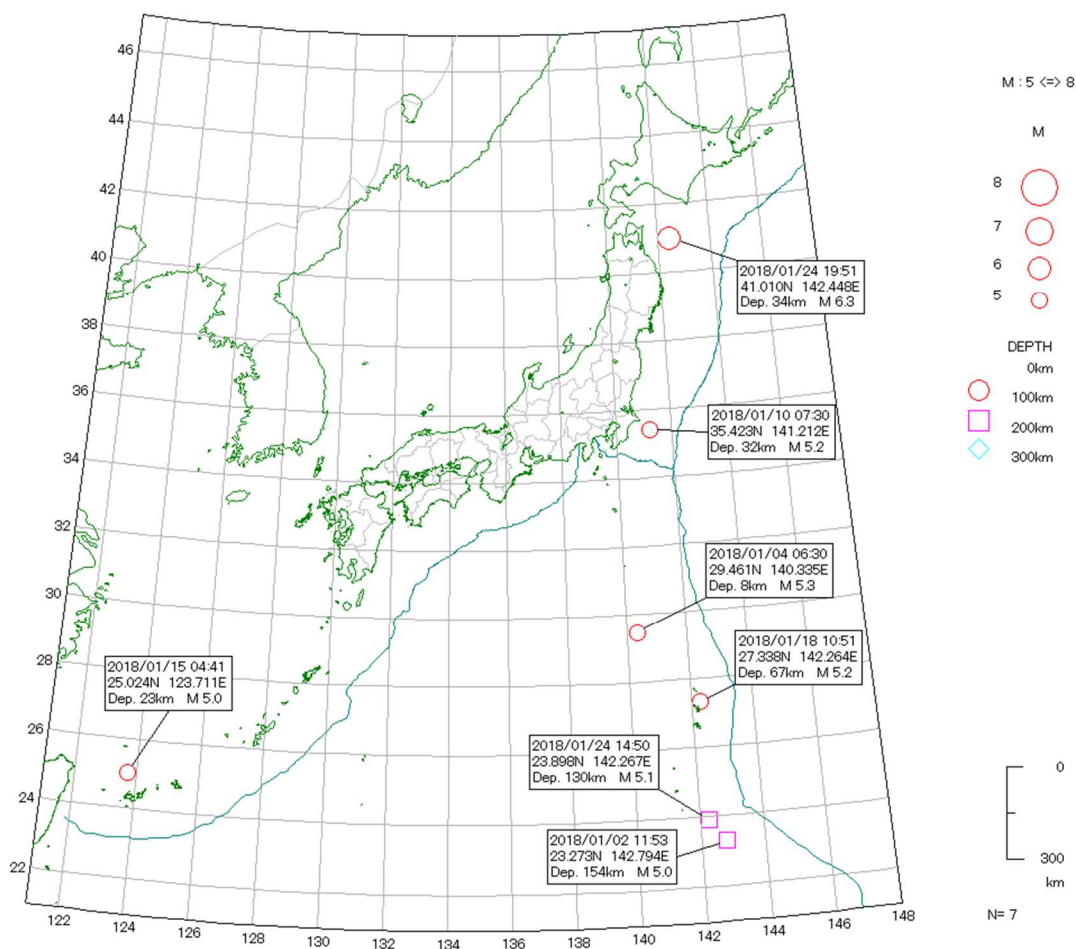 46
44
42
40
38
36
34
32
30
28
26
24
22
2018/01/24 19:51
41.010N 142.448E
Dep. 34km M 6.3
2018/01/10 07:30
35.423N 141.212E
Dep. 32km M 5.2
2018/01/04 06:30
29.461N 140.335E
Dep. 8km M 5.3
2018/01/18 10:51
27.338N 142.264E
Dep. 67km M 5.2
2018/01/15 04:41
25.024N 123.711E
Dep. 23km M 5.0
2018/01/24 14:50
23.898N 142.267E
Dep. 130km M 5.1
2018/01/02 11:53
23.273N 142.794E
Dep. 154km M 5.0
122 124 126 128 130 132 134 136 138 140 142 144 146 148
M : 5 <=> 8
M
8
7
6
5
DEPTH
0km
100km
200km
300km
0
300
km
N= 7